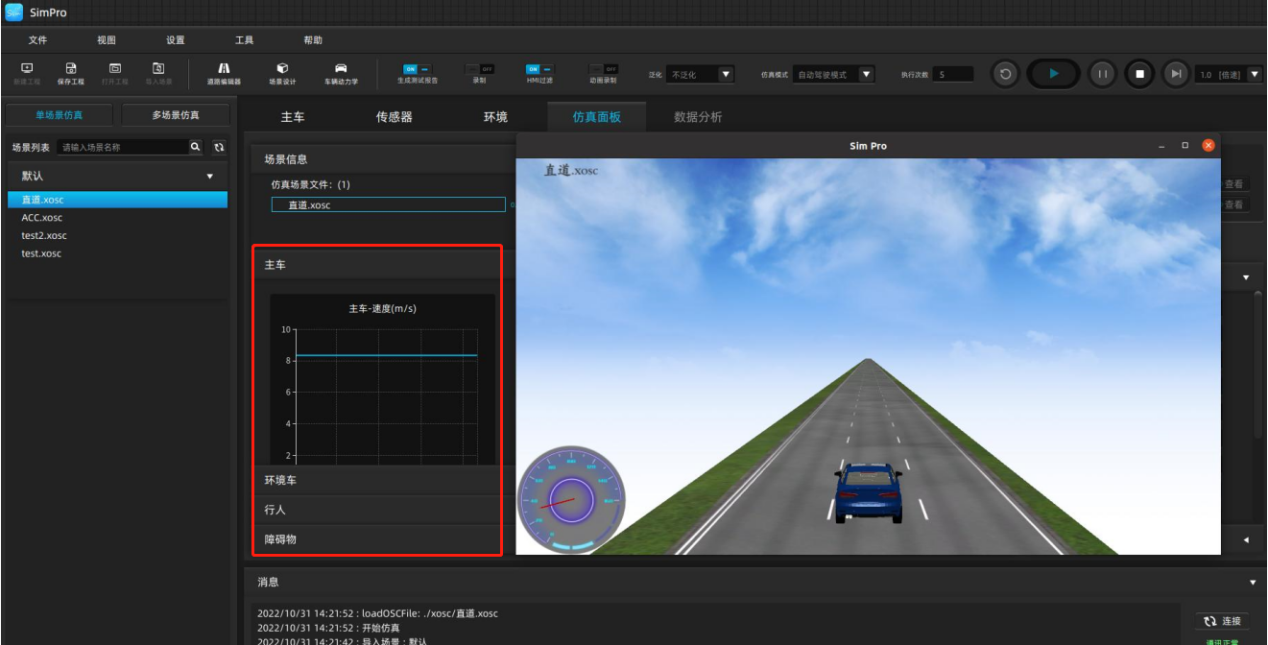 SimPro
文件 视图 设置 工具 帮助
新建工程 保存工程 打开工程 导入场景 道路编辑器 场景设计 车辆动力学 ON 生成测试报告 OFF 录制 ON HMI过滤 OFF 动画录制 泛化 不泛化 仿真模式 自动驾驶模式 执行次数 5 1.0 [倍速]
单场景仿真 多场景仿真
主车 传感器 环境 仿真面板 数据分析
场景列表 请输入场景名称
默认
直道.xosc
ACC.xosc
test2.xosc
test.xosc
场景信息
仿真场景文件: (1)
直道.xosc
查看
查看
主车
主车-速度(m/s)
10
8
6
4
2
环境车
行人
障碍物
Sim Pro
直道.xosc
消息
2022/10/31 14:21:52 : loadOSCFile: ./xosc/直道.xosc
2022/10/31 14:21:52 : 开始仿真
2022/10/31 14:21:42 : 导入场景 : 默认
连接
通讯正常